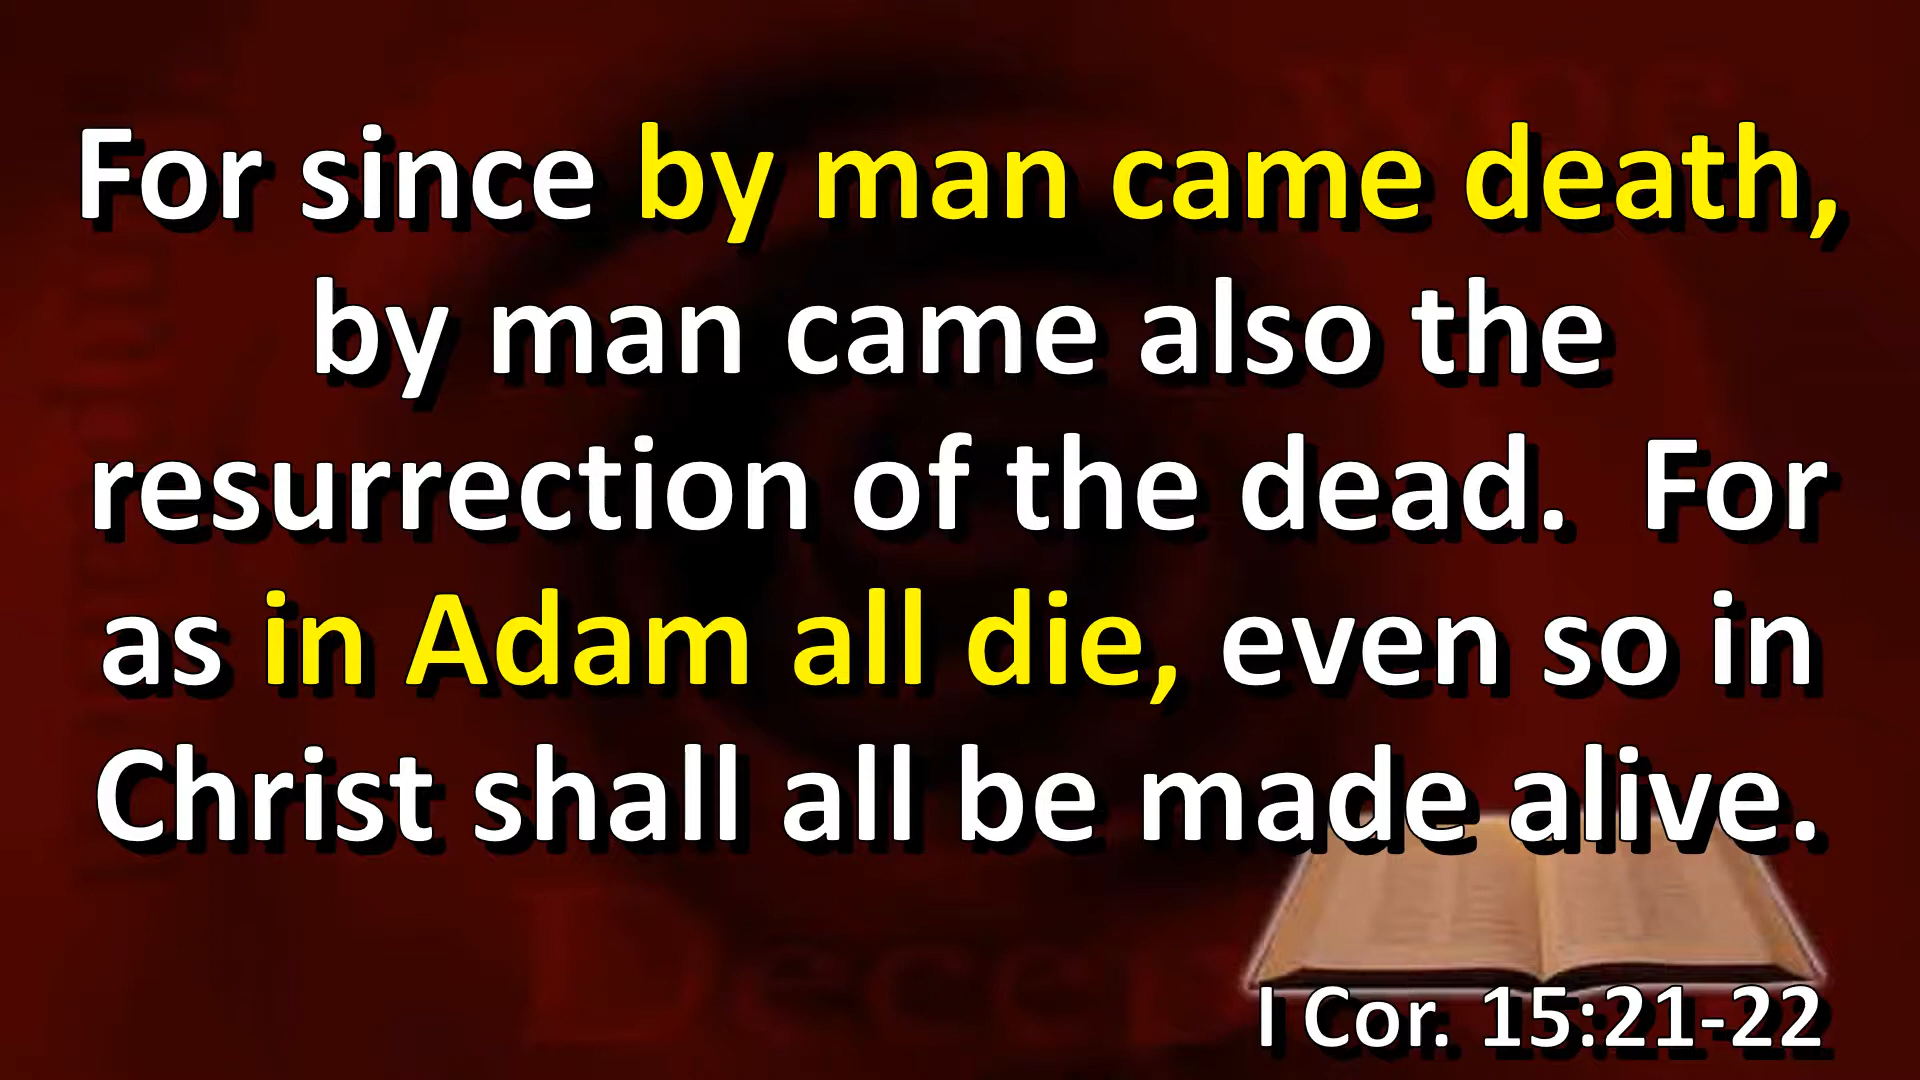 For since by man came death,
by man came also the
resurrection of the dead.  For
as in Adam all die, even so in
Christ shall all be made alive.
I Cor. 15:21-22